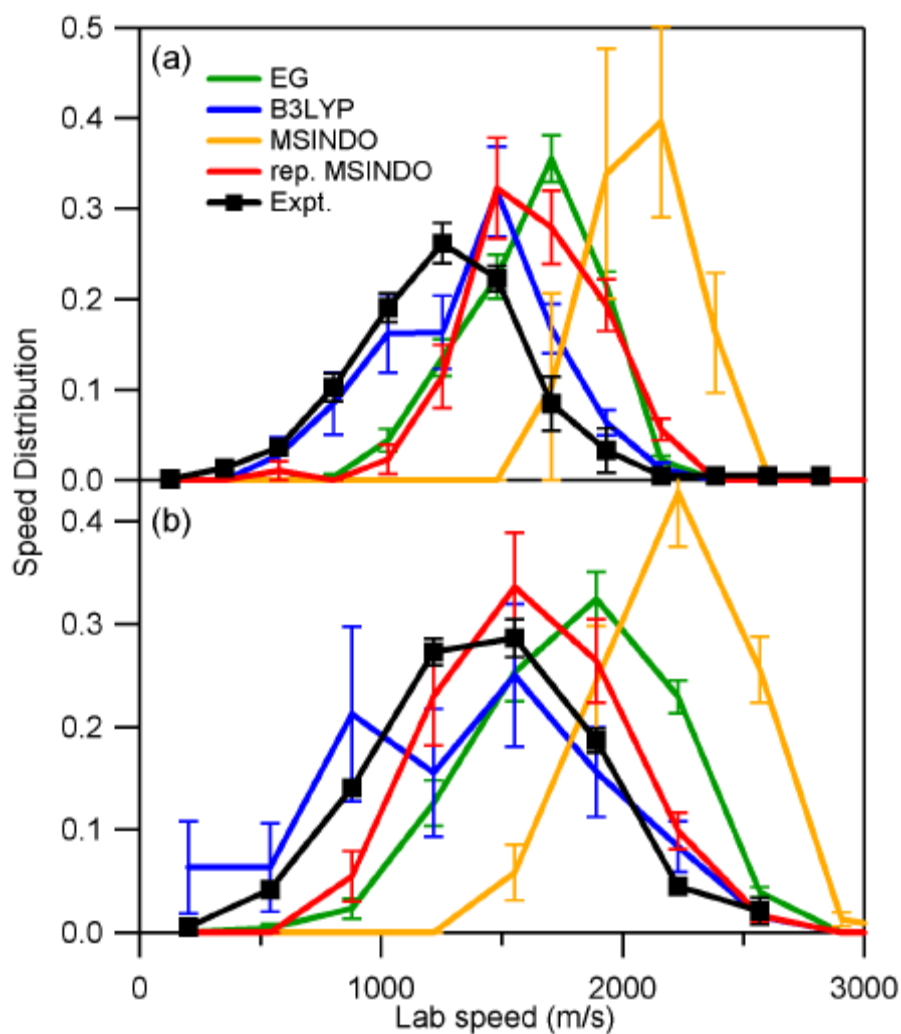 0.5
(a)
EG
B3LYP
0.4
MSINDO
rep. MSINDO
Expt.
0.3
0.2
0.1
Speed Distribution
0.0
(b)
0.4
0.3
0.2
0.1
0.0
0
1000
2000
3000
Lab speed (m/s)